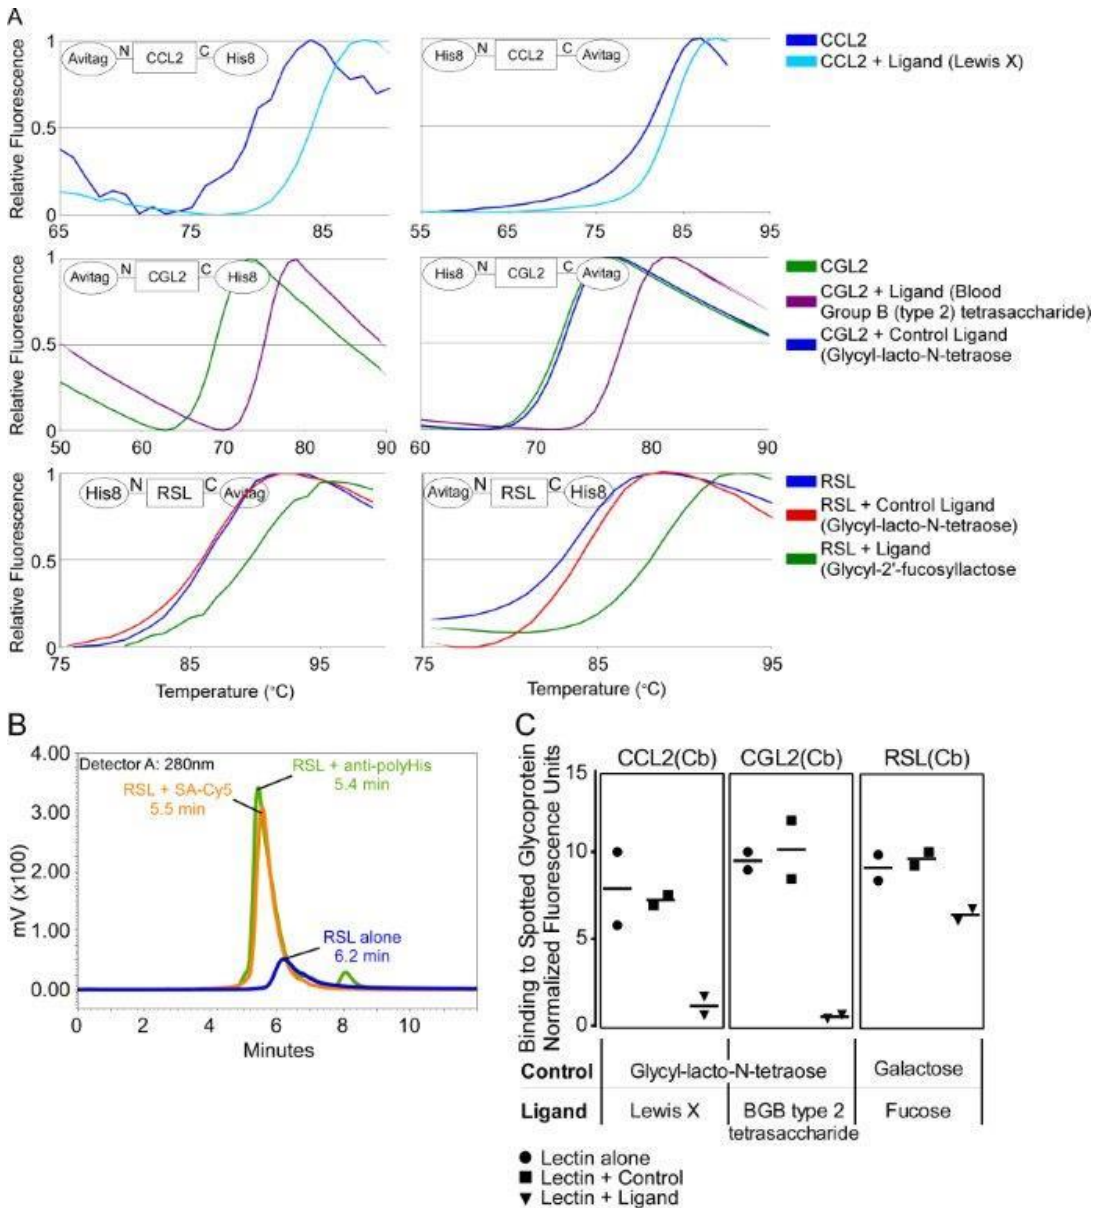 A
Relative Fluorescence
1
0.5
0
65 75 85
Avitag N CCL2 C His8
55 65 75 85 95
His8 N CCL2 C Avitag
CCL2
CCL2 + Ligand (Lewis X)
Relative Fluorescence
1
0.5
0
50 60 70 80 90
Avitag N CGL2 C His8
60 70 80 90
His8 N CGL2 C Avitag
CGL2
CGL2 + Ligand (Blood
Group B (type 2) tetrasaccharide)
CGL2 + Control Ligand
(Glycyl-lacto-N-tetraose
Relative Fluorescence
1
0.5
0
75 85 95
His8 N RSL C Avitag
75 85 95
Avitag N RSL C His8
RSL
RSL + Control Ligand
(Glycyl-lacto-N-tetraose)
RSL + Ligand
(Glycyl-2'-fucosyllactose
Temperature (°C)
Temperature (°C)
B
mV (x100)
4.00
3.00
2.00
1.00
0.00
Detector A: 280nm
RSL + anti-polyHis
5.4 min
RSL + SA-Cy5
5.5 min
RSL alone
6.2 min
0 2 4 6 8 10
Minutes
C
Binding to Spotted Glycoprotein
Normalized Fluorescence Units
CCL2(Cb) CGL2(Cb) RSL(Cb)
15
10
5
0
Control Glycyl-lacto-N-tetraose Galactose
Ligand Lewis X BGB type 2 Fucose
tetrasaccharide
Lectin alone
Lectin + Control
Lectin + Ligand